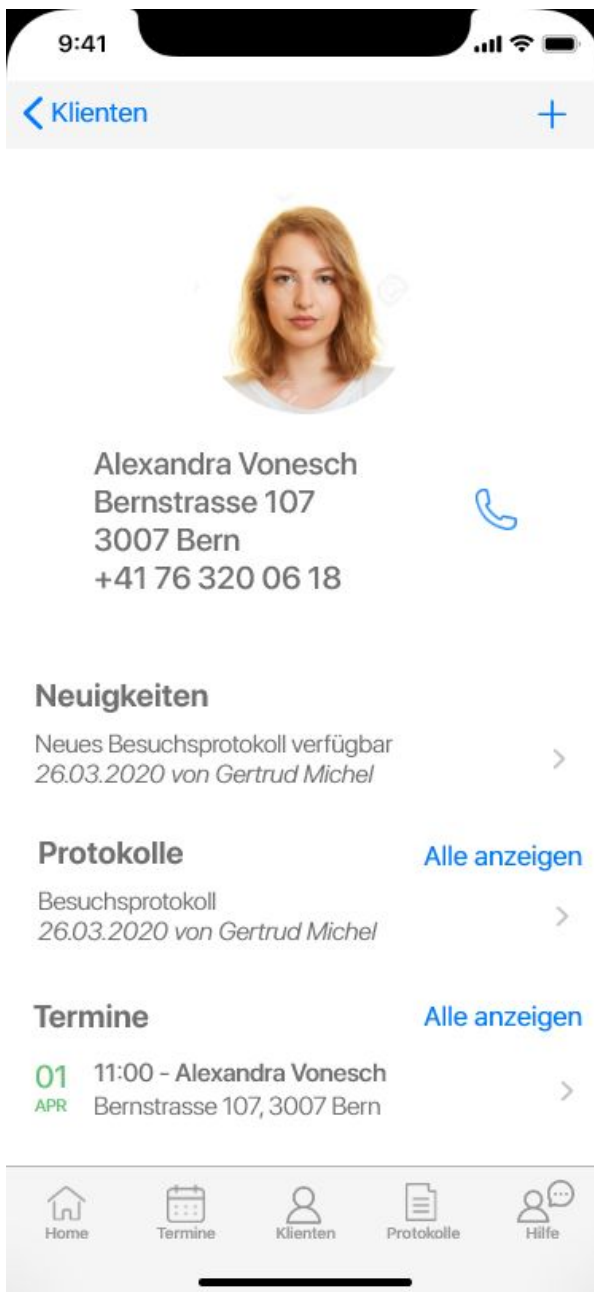 9:41
Klienten
Alexandra Vonesch
Bernstrasse 107
3007 Bern
+41 76 320 06 18
Neuigkeiten
Neues Besuchsprotokoll verfügbar
26.03.2020 von Gertrud Michel
Protokolle
Alle anzeigen
Besuchsprotokoll
26.03.2020 von Gertrud Michel
Termine
Alle anzeigen
01
APR
11:00 - Alexandra Vonesch
Bernstrasse 107, 3007 Bern
Home
Termine
Klienten
Protokolle
Hilfe